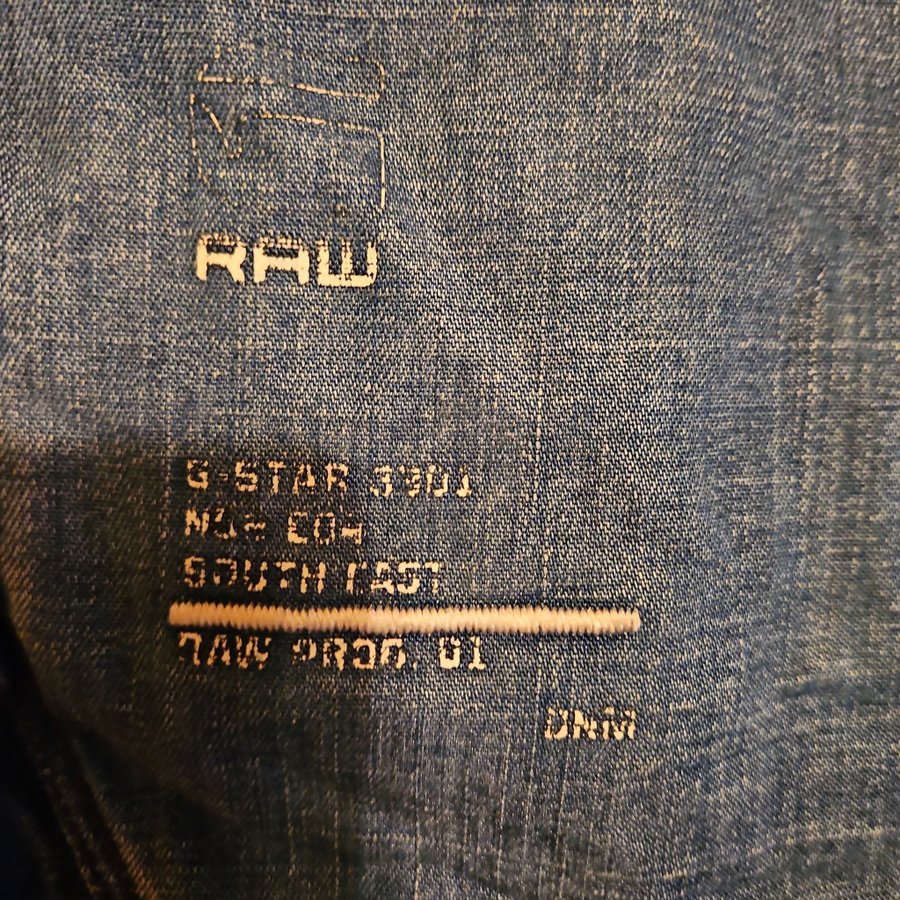 RAW
G-STAR 3301
SOUTH EAST
RAW PROD. 01
DNM